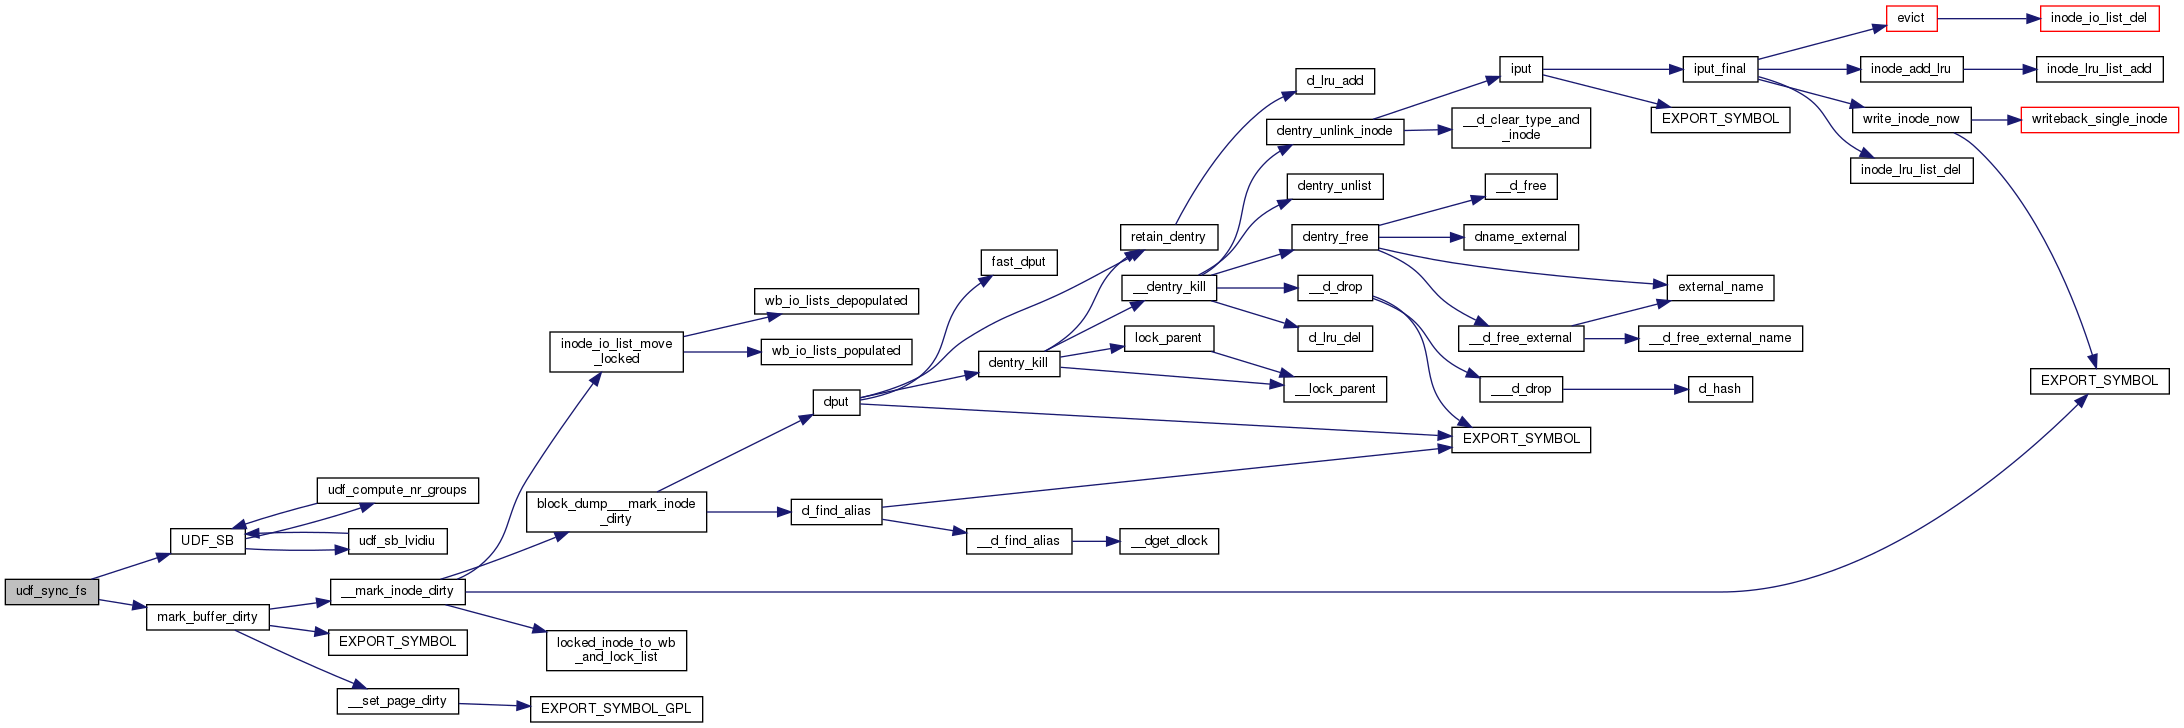 evict
inode_io_list_del
iput
iput_final
inode_add_lru
inode_lru_list_add
d_lru_add
EXPORT_SYMBOL
write_inode_now
writeback_single_inode
dentry_unlink_inode
__d_clear_type_and
_inode
inode_lru_list_del
dentry_unlist
__d_free
retain_dentry
dentry_free
dname_external
fast_dput
__dentry_kill
__d_drop
external_name
wb_io_lists_depopulated
inode_io_list_move
_locked
wb_io_lists_populated
dentry_kill
lock_parent
d_lru_del
__d_free_external
__d_free_external_name
dput
__lock_parent
___d_drop
d_hash
EXPORT_SYMBOL
EXPORT_SYMBOL
udf_compute_nr_groups
block_dump___mark_inode
_dirty
d_find_alias
UDF_SB
udf_sb_lvidiu
__d_find_alias
__dget_dlock
udf_sync_fs
__mark_inode_dirty
mark_buffer_dirty
EXPORT_SYMBOL
locked_inode_to_wb
_and_lock_list
__set_page_dirty
EXPORT_SYMBOL_GPL